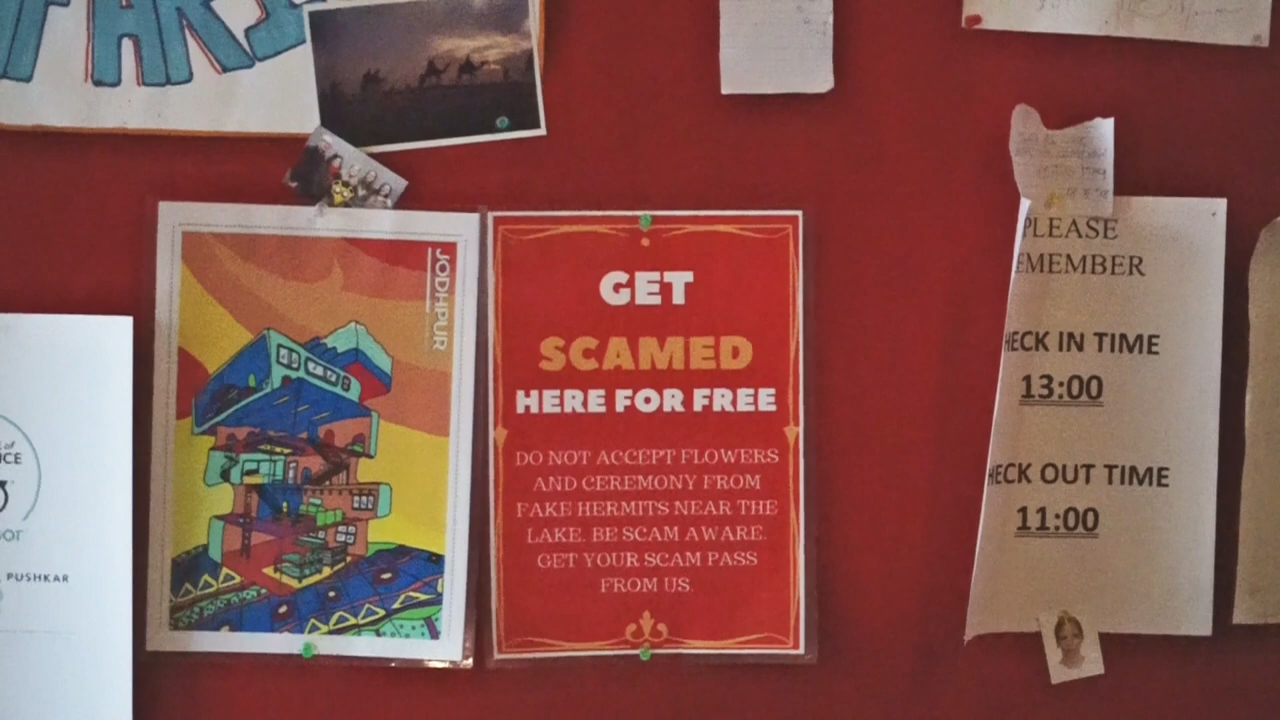 JODHPUR
GET
SCAMED
HERE FOR FREE
DO NOT ACCEPT FLOWERS
AND CEREMONY FROM
FAKE HERMITS NEAR THE
LAKE. BE SCAM AWARE.
GET YOUR SCAM PASS
FROM US.
PLEASE
EMEMBER
HECK IN TIME
13:00
HECK OUT TIME
11:00
of
ICE
PUSHKAR